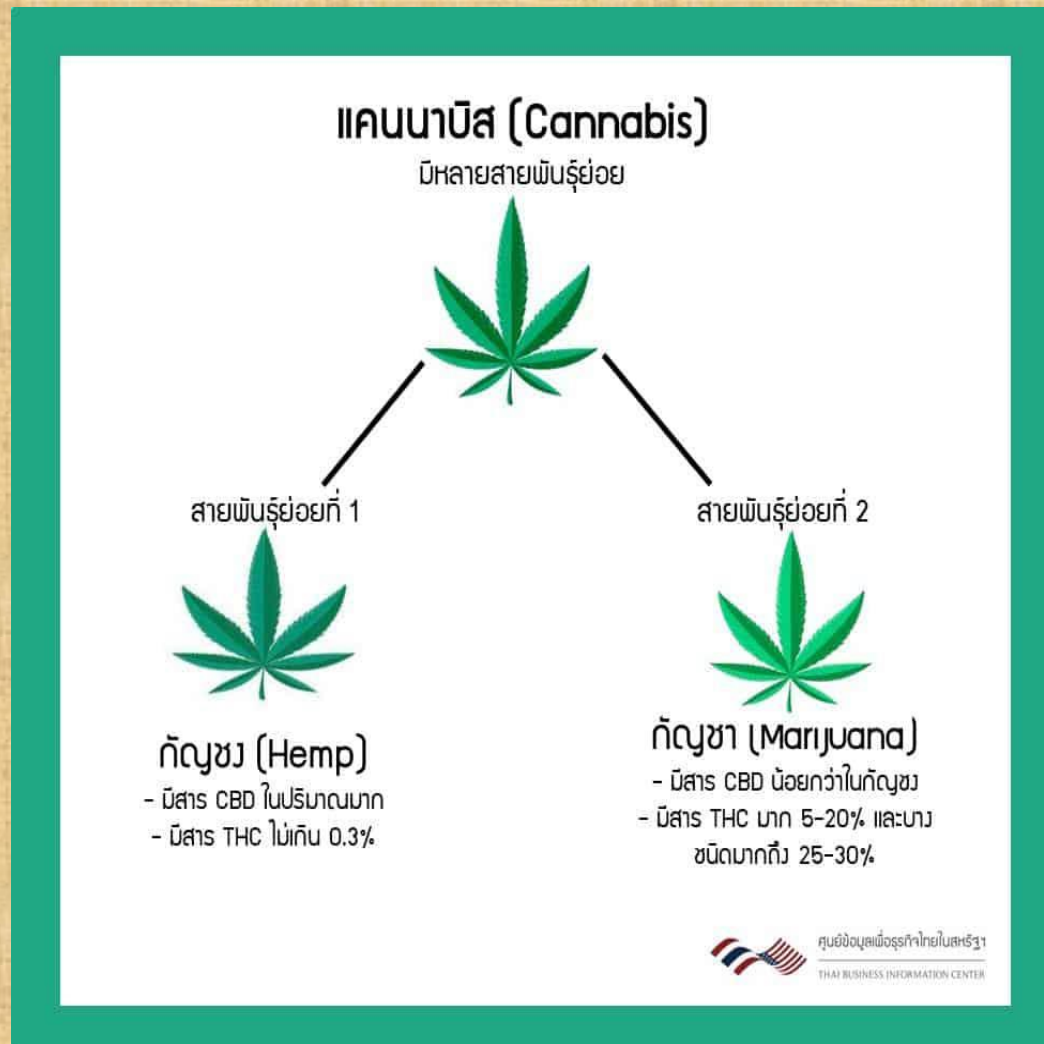 แคนนาบิส (Cannabis)
มีหลายสายพันธุ์ย่อย
สายพันธุ์ย่อยที่ 1
สายพันธุ์ย่อยที่ 2
กัญชง (Hemp)
- มีสาร CBD ในปริมาณมาก
- มีสาร THC ไม่เกิน 0.3%
กัญชา (Marijuana)
- มีสาร CBD น้อยกว่าในกัญชง
- มีสาร THC มาก 5-20% และบาง
ชนิดมากถึง 25-30%
ศูนย์ข้อมูลเพื่อธุรกิจไทยในสหรัฐฯ
THAI BUSINESS INFORMATION CENTER